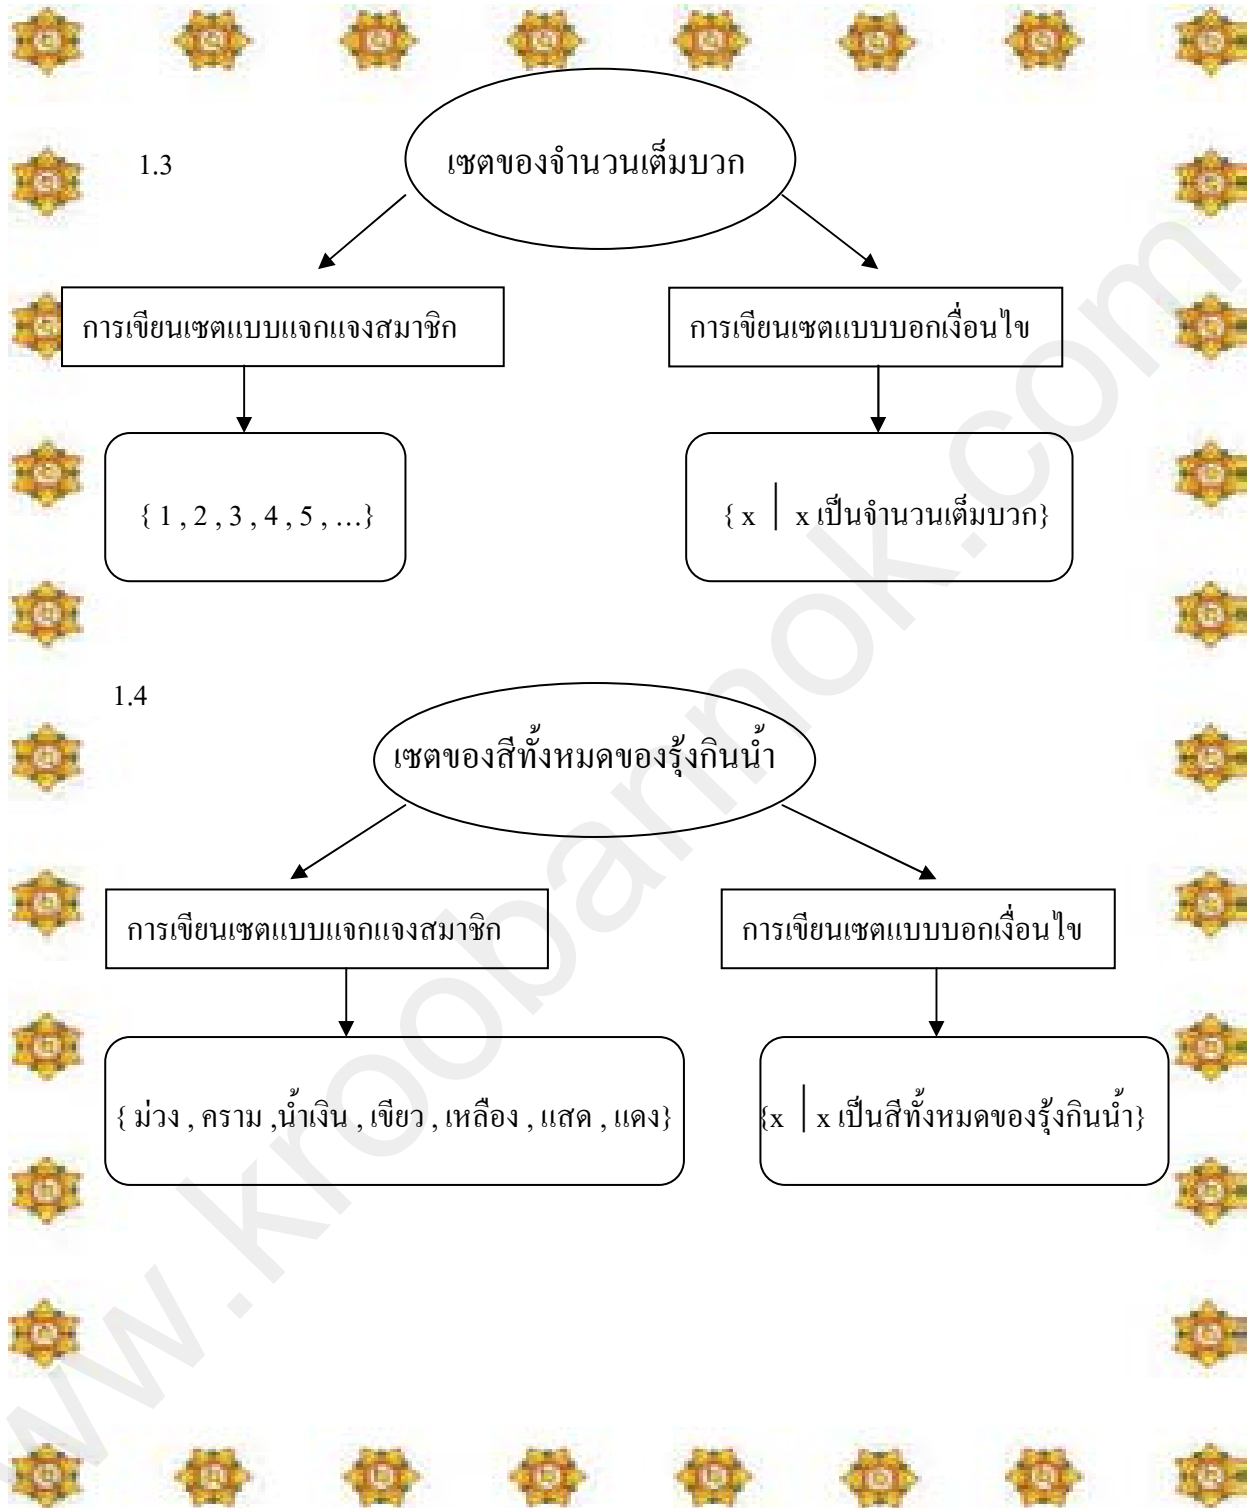 1.3
เซตของจำนวนเต็มบวก
การเขียนเซตแบบแจกแจงสมาชิก
การเขียนเซตแบบบอกเงื่อนไข
{ 1 , 2 , 3 , 4 , 5 , …}
{ x | x เป็นจำนวนเต็มบวก}
1.4
เซตของสีทั้งหมดของรุ้งกินน้ำ
การเขียนเซตแบบแจกแจงสมาชิก
การเขียนเซตแบบบอกเงื่อนไข
{ ม่วง , คราม ,น้ำเงิน , เขียว , เหลือง , แสด , แดง}
{x | x เป็นสีทั้งหมดของรุ้งกินน้ำ}
www.kroobannok.com